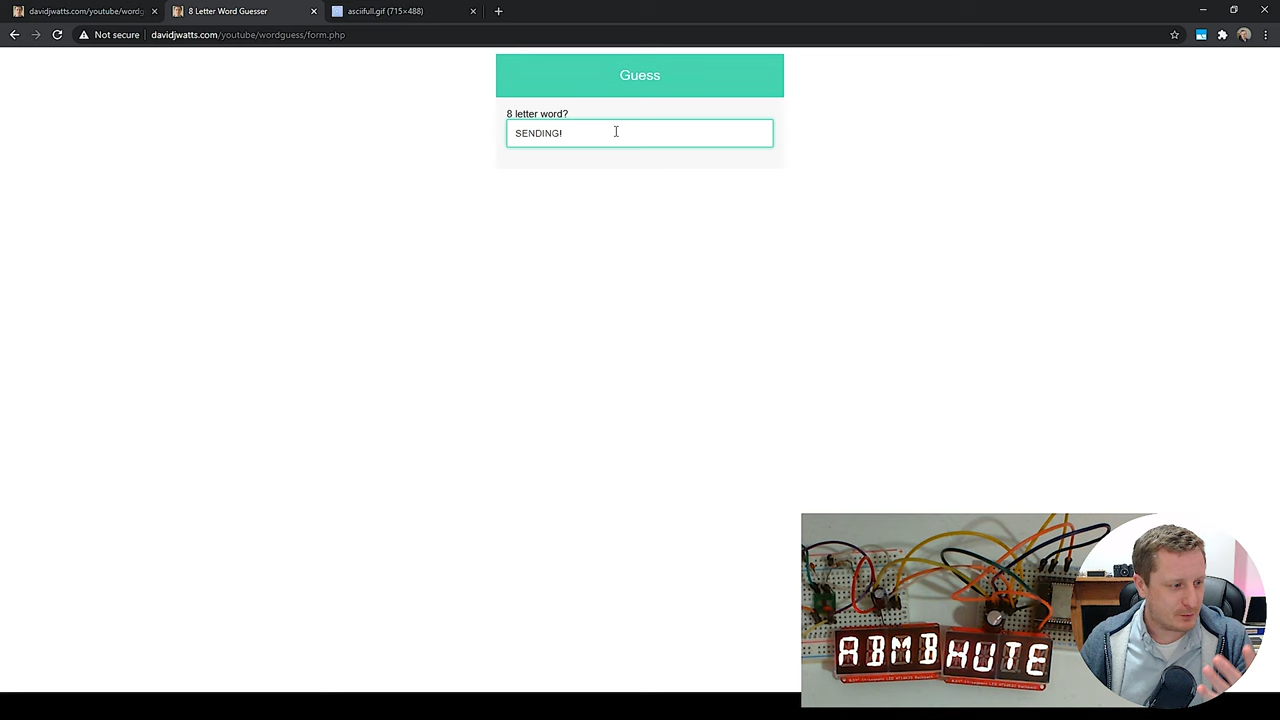 davidjwatts.com/youtube/wordg
8 Letter Word Guesser
asciifull.gif (715×488)
Not secure
davidjwatts.com/youtube/wordguess/form.php
Guess
8 letter word?
SENDING!
ABMBHUTE